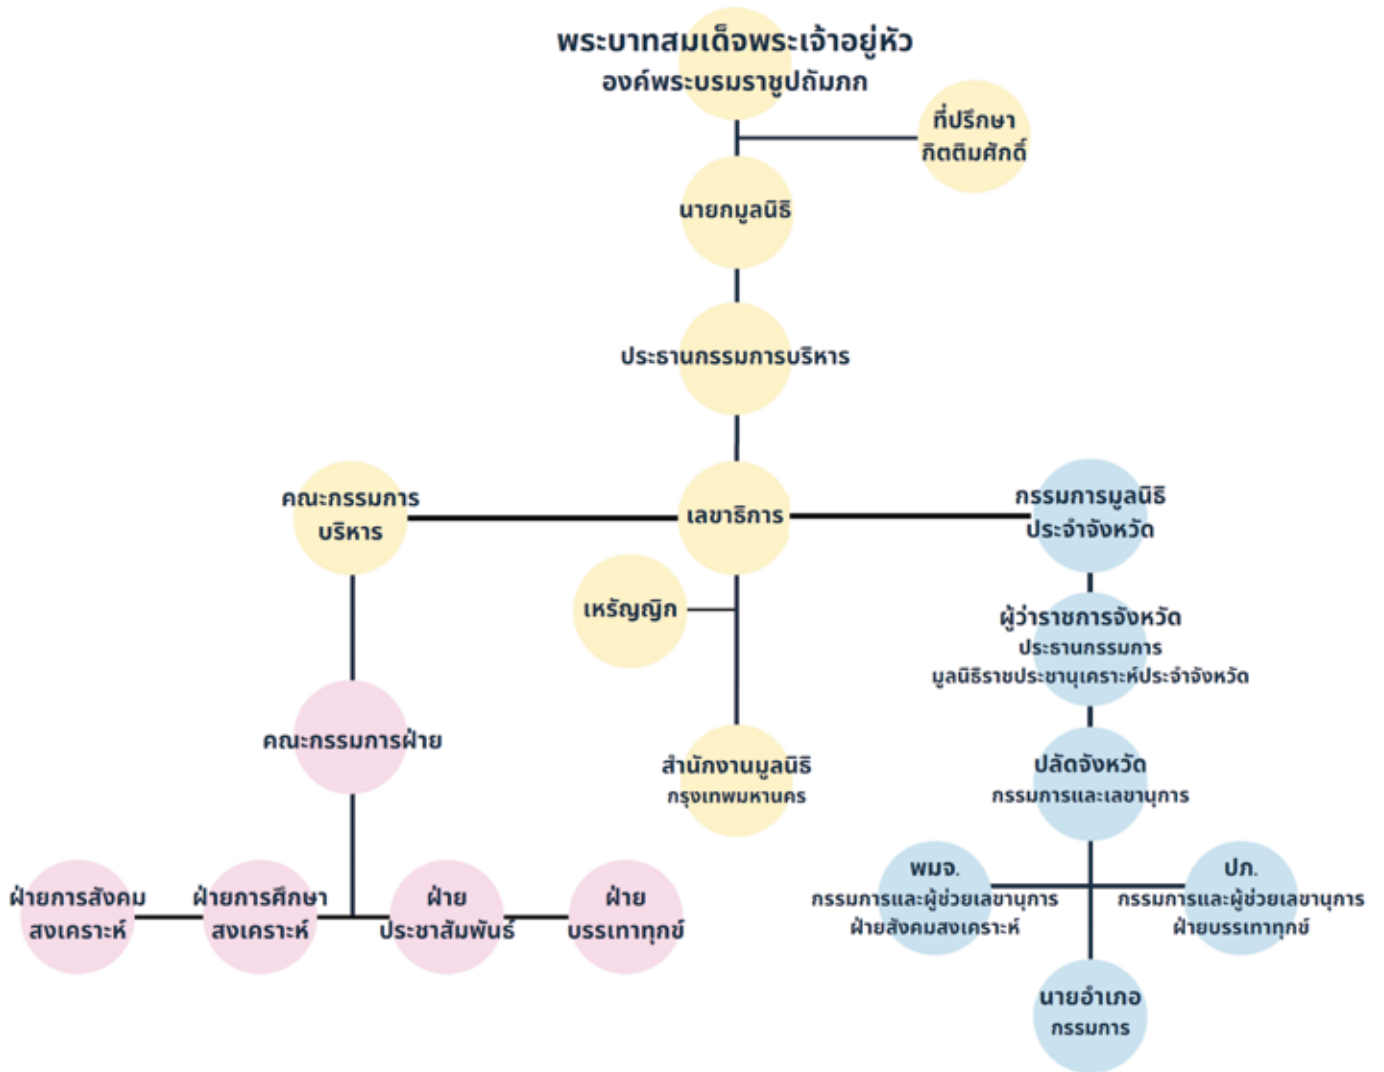 พระบาทสมเด็จพระเจ้าอยู่หัว
องค์พระบรมราชูปถัมภก
ที่ปรึกษา
กิตติมศักดิ์
นายกมูลนิธิ
ประธานกรรมการบริหาร
คณะกรรมการ
บริหาร
เลขาธิการ
กรรมการมูลนิธิ
ประจำจังหวัด
เหรัญญิก
ผู้ว่าราชการจังหวัด
ประธานกรรมการ
มูลนิธิราชประชานุเคราะห์ประจำจังหวัด
คณะกรรมการฝ่าย
สำนักงานมูลนิธิ
กรุงเทพมหานคร
ปลัดจังหวัด
กรรมการและเลขานุการ
ฝ่ายการสังคม
สงเคราะห์
ฝ่ายการศึกษา
สงเคราะห์
ฝ่าย
ประชาสัมพันธ์
ฝ่าย
บรรเทาทุกข์
พมจ.
กรรมการและผู้ช่วยเลขานุการ
ฝ่ายสังคมสงเคราะห์
ปภ.
กรรมการและผู้ช่วยเลขานุการ
ฝ่ายบรรเทาทุกข์
นายอำเภอ
กรรมการ